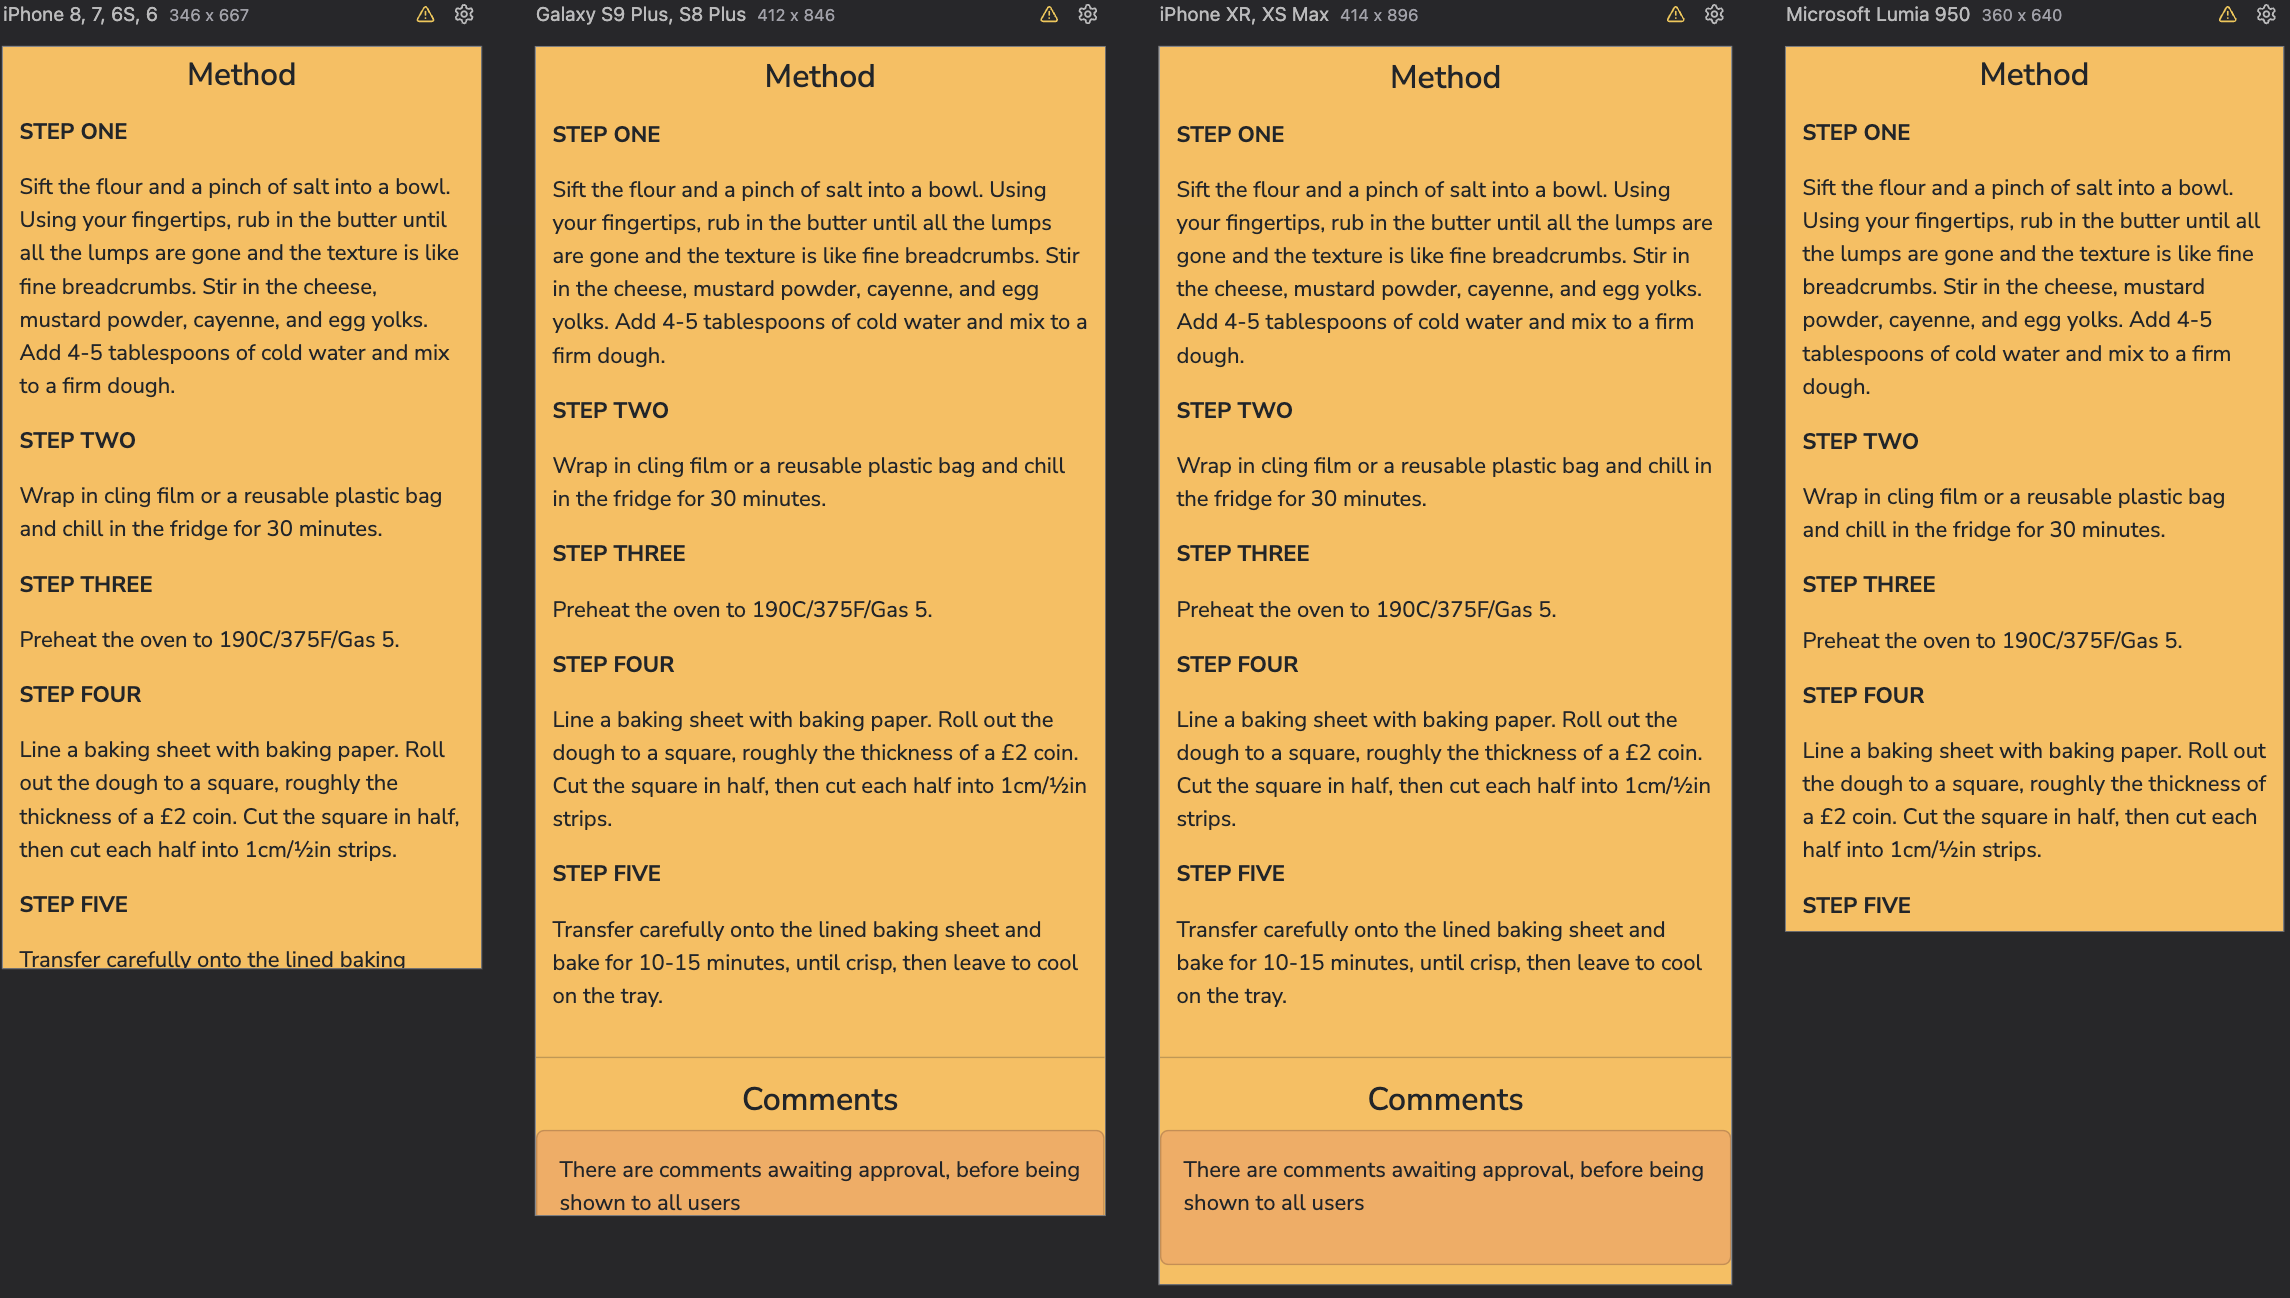 iPhone 8, 7, 6S, 6 346 x 667
Method
STEP ONE
Sift the flour and a pinch of salt into a bowl.
Using your fingertips, rub in the butter until
all the lumps are gone and the texture is like
fine breadcrumbs. Stir in the cheese,
mustard powder, cayenne, and egg yolks.
Add 4-5 tablespoons of cold water and mix
to a firm dough.
STEP TWO
Wrap in cling film or a reusable plastic bag
and chill in the fridge for 30 minutes.
STEP THREE
Preheat the oven to 190C/375F/Gas 5.
STEP FOUR
Line a baking sheet with baking paper. Roll
out the dough to a square, roughly the
thickness of a £2 coin. Cut the square in half,
then cut each half into 1cm/½in strips.
STEP FIVE
Transfer carefully onto the lined baking
Galaxy S9 Plus, S8 Plus 412 x 846
Method
STEP ONE
Sift the flour and a pinch of salt into a bowl. Using
your fingertips, rub in the butter until all the lumps
are gone and the texture is like fine breadcrumbs. Stir
in the cheese, mustard powder, cayenne, and egg
yolks. Add 4-5 tablespoons of cold water and mix to a
firm dough.
STEP TWO
Wrap in cling film or a reusable plastic bag and chill
in the fridge for 30 minutes.
STEP THREE
Preheat the oven to 190C/375F/Gas 5.
STEP FOUR
Line a baking sheet with baking paper. Roll out the
dough to a square, roughly the thickness of a £2 coin.
Cut the square in half, then cut each half into 1cm/½in
strips.
STEP FIVE
Transfer carefully onto the lined baking sheet and
bake for 10-15 minutes, until crisp, then leave to cool
on the tray.
Comments
There are comments awaiting approval, before being
shown to all users
iPhone XR, XS Max 414 x 896
Method
STEP ONE
Sift the flour and a pinch of salt into a bowl. Using
your fingertips, rub in the butter until all the lumps are
gone and the texture is like fine breadcrumbs. Stir in
the cheese, mustard powder, cayenne, and egg yolks.
Add 4-5 tablespoons of cold water and mix to a firm
dough.
STEP TWO
Wrap in cling film or a reusable plastic bag and chill in
the fridge for 30 minutes.
STEP THREE
Preheat the oven to 190C/375F/Gas 5.
STEP FOUR
Line a baking sheet with baking paper. Roll out the
dough to a square, roughly the thickness of a £2 coin.
Cut the square in half, then cut each half into 1cm/½in
strips.
STEP FIVE
Transfer carefully onto the lined baking sheet and
bake for 10-15 minutes, until crisp, then leave to cool
on the tray.
Comments
There are comments awaiting approval, before being
shown to all users
Microsoft Lumia 950 360 x 640
Method
STEP ONE
Sift the flour and a pinch of salt into a bowl.
Using your fingertips, rub in the butter until all
the lumps are gone and the texture is like fine
breadcrumbs. Stir in the cheese, mustard
powder, cayenne, and egg yolks. Add 4-5
tablespoons of cold water and mix to a firm
dough.
STEP TWO
Wrap in cling film or a reusable plastic bag
and chill in the fridge for 30 minutes.
STEP THREE
Preheat the oven to 190C/375F/Gas 5.
STEP FOUR
Line a baking sheet with baking paper. Roll out
the dough to a square, roughly the thickness of
a £2 coin. Cut the square in half, then cut each
half into 1cm/½in strips.
STEP FIVE